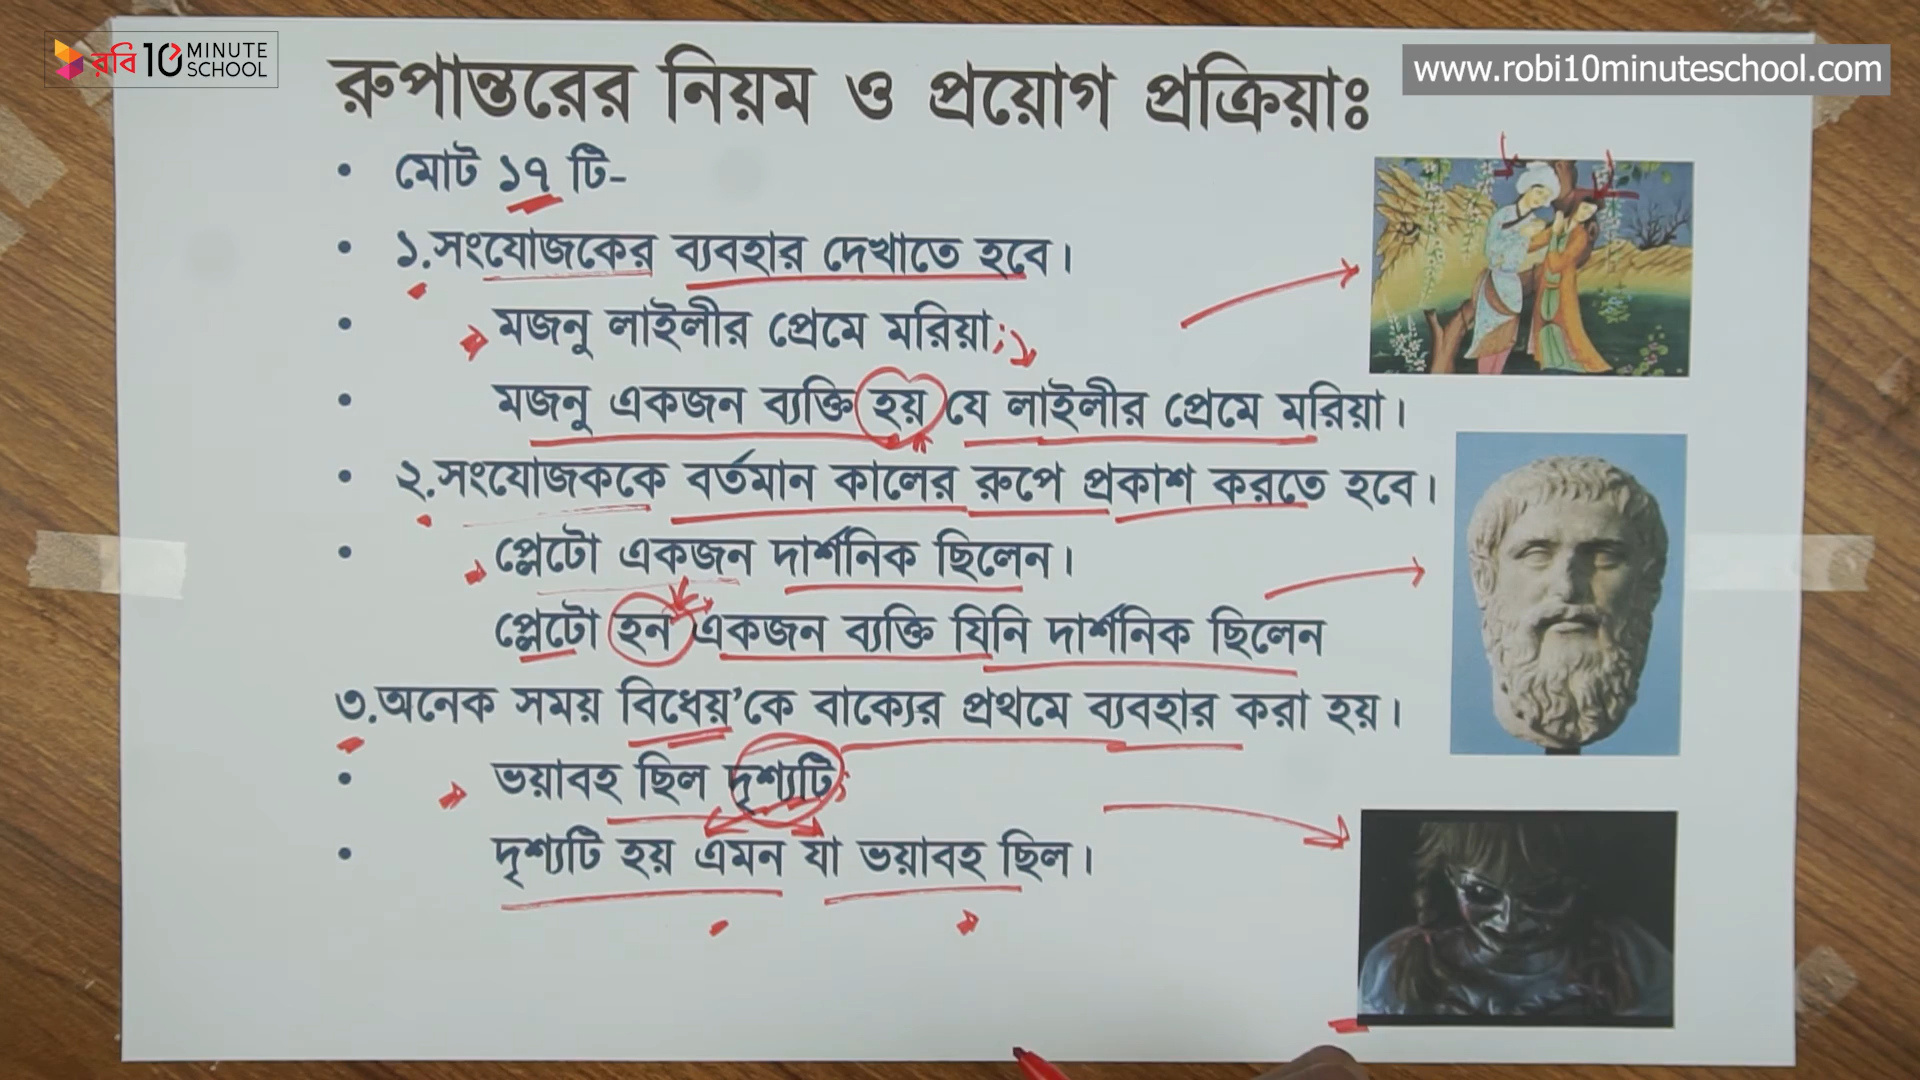 রবি 10 MINUTE SCHOOL
www.robi10minuteschool.com
রুপান্তরের নিয়ম ও প্রয়োগ প্রক্রিয়াঃ
• মোট ১৭ টি-
• ১.সংযোজকের ব্যবহার দেখাতে হবে।
• মজনু লাইলীর প্রেমে মরিয়া;
• মজনু একজন ব্যক্তি হয় যে লাইলীর প্রেমে মরিয়া।
• ২.সংযোজককে বর্তমান কালের রুপে প্রকাশ করতে হবে।
• প্লেটো একজন দার্শনিক ছিলেন।
প্লেটো হন একজন ব্যক্তি যিনি দার্শনিক ছিলেন
৩.অনেক সময় বিধেয়’কে বাক্যের প্রথমে ব্যবহার করা হয়।
• ভয়াবহ ছিল দৃশ্যটি;
• দৃশ্যটি হয় এমন যা ভয়াবহ ছিল।